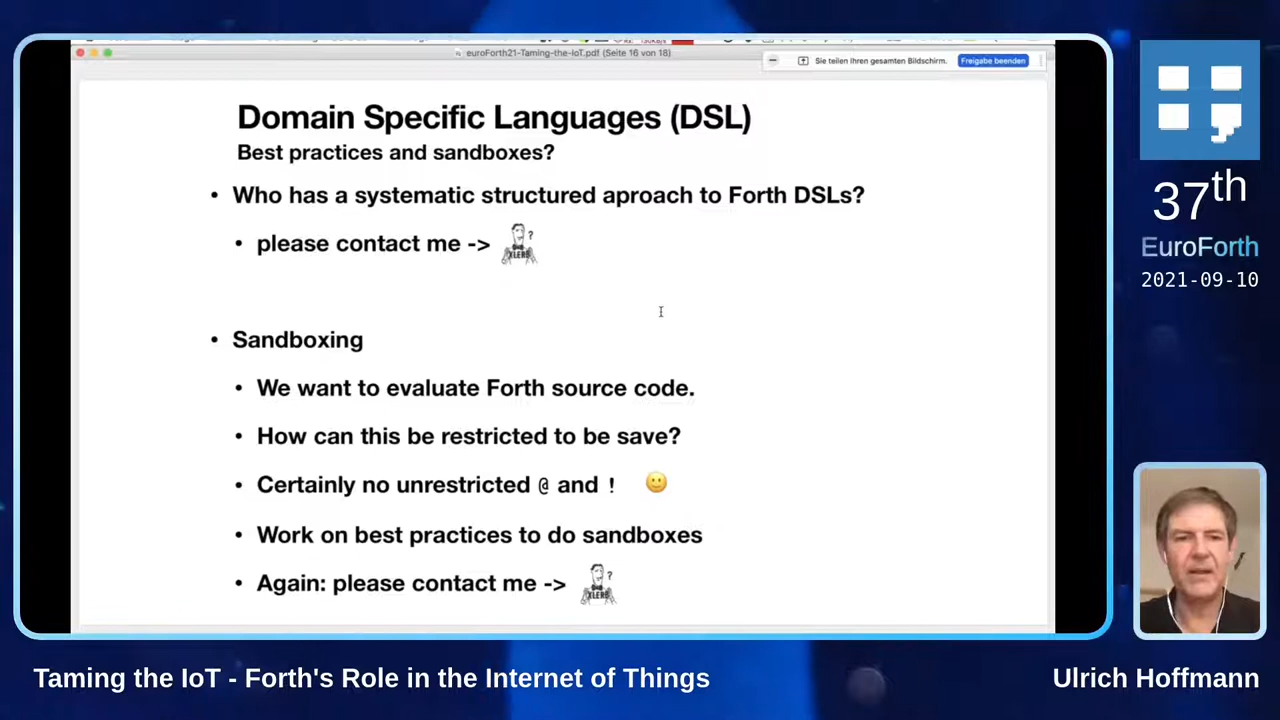 euroForth21-Taming-the-IoT.pdf (Seite 16 von 18)
Sie teilen Ihren gesamten Bildschirm.
Freigabe beenden
Domain Specific Languages (DSL)
Best practices and sandboxes?
• Who has a systematic structured aproach to Forth DSLs?
• please contact me ->
?
XLERB
• Sandboxing
• We want to evaluate Forth source code.
• How can this be restricted to be save?
• Certainly no unrestricted @ and !
• Work on best practices to do sandboxes
• Again: please contact me ->
?
XLERB
37th
EuroForth
2021-09-10
Taming the IoT - Forth's Role in the Internet of Things
Ulrich Hoffmann